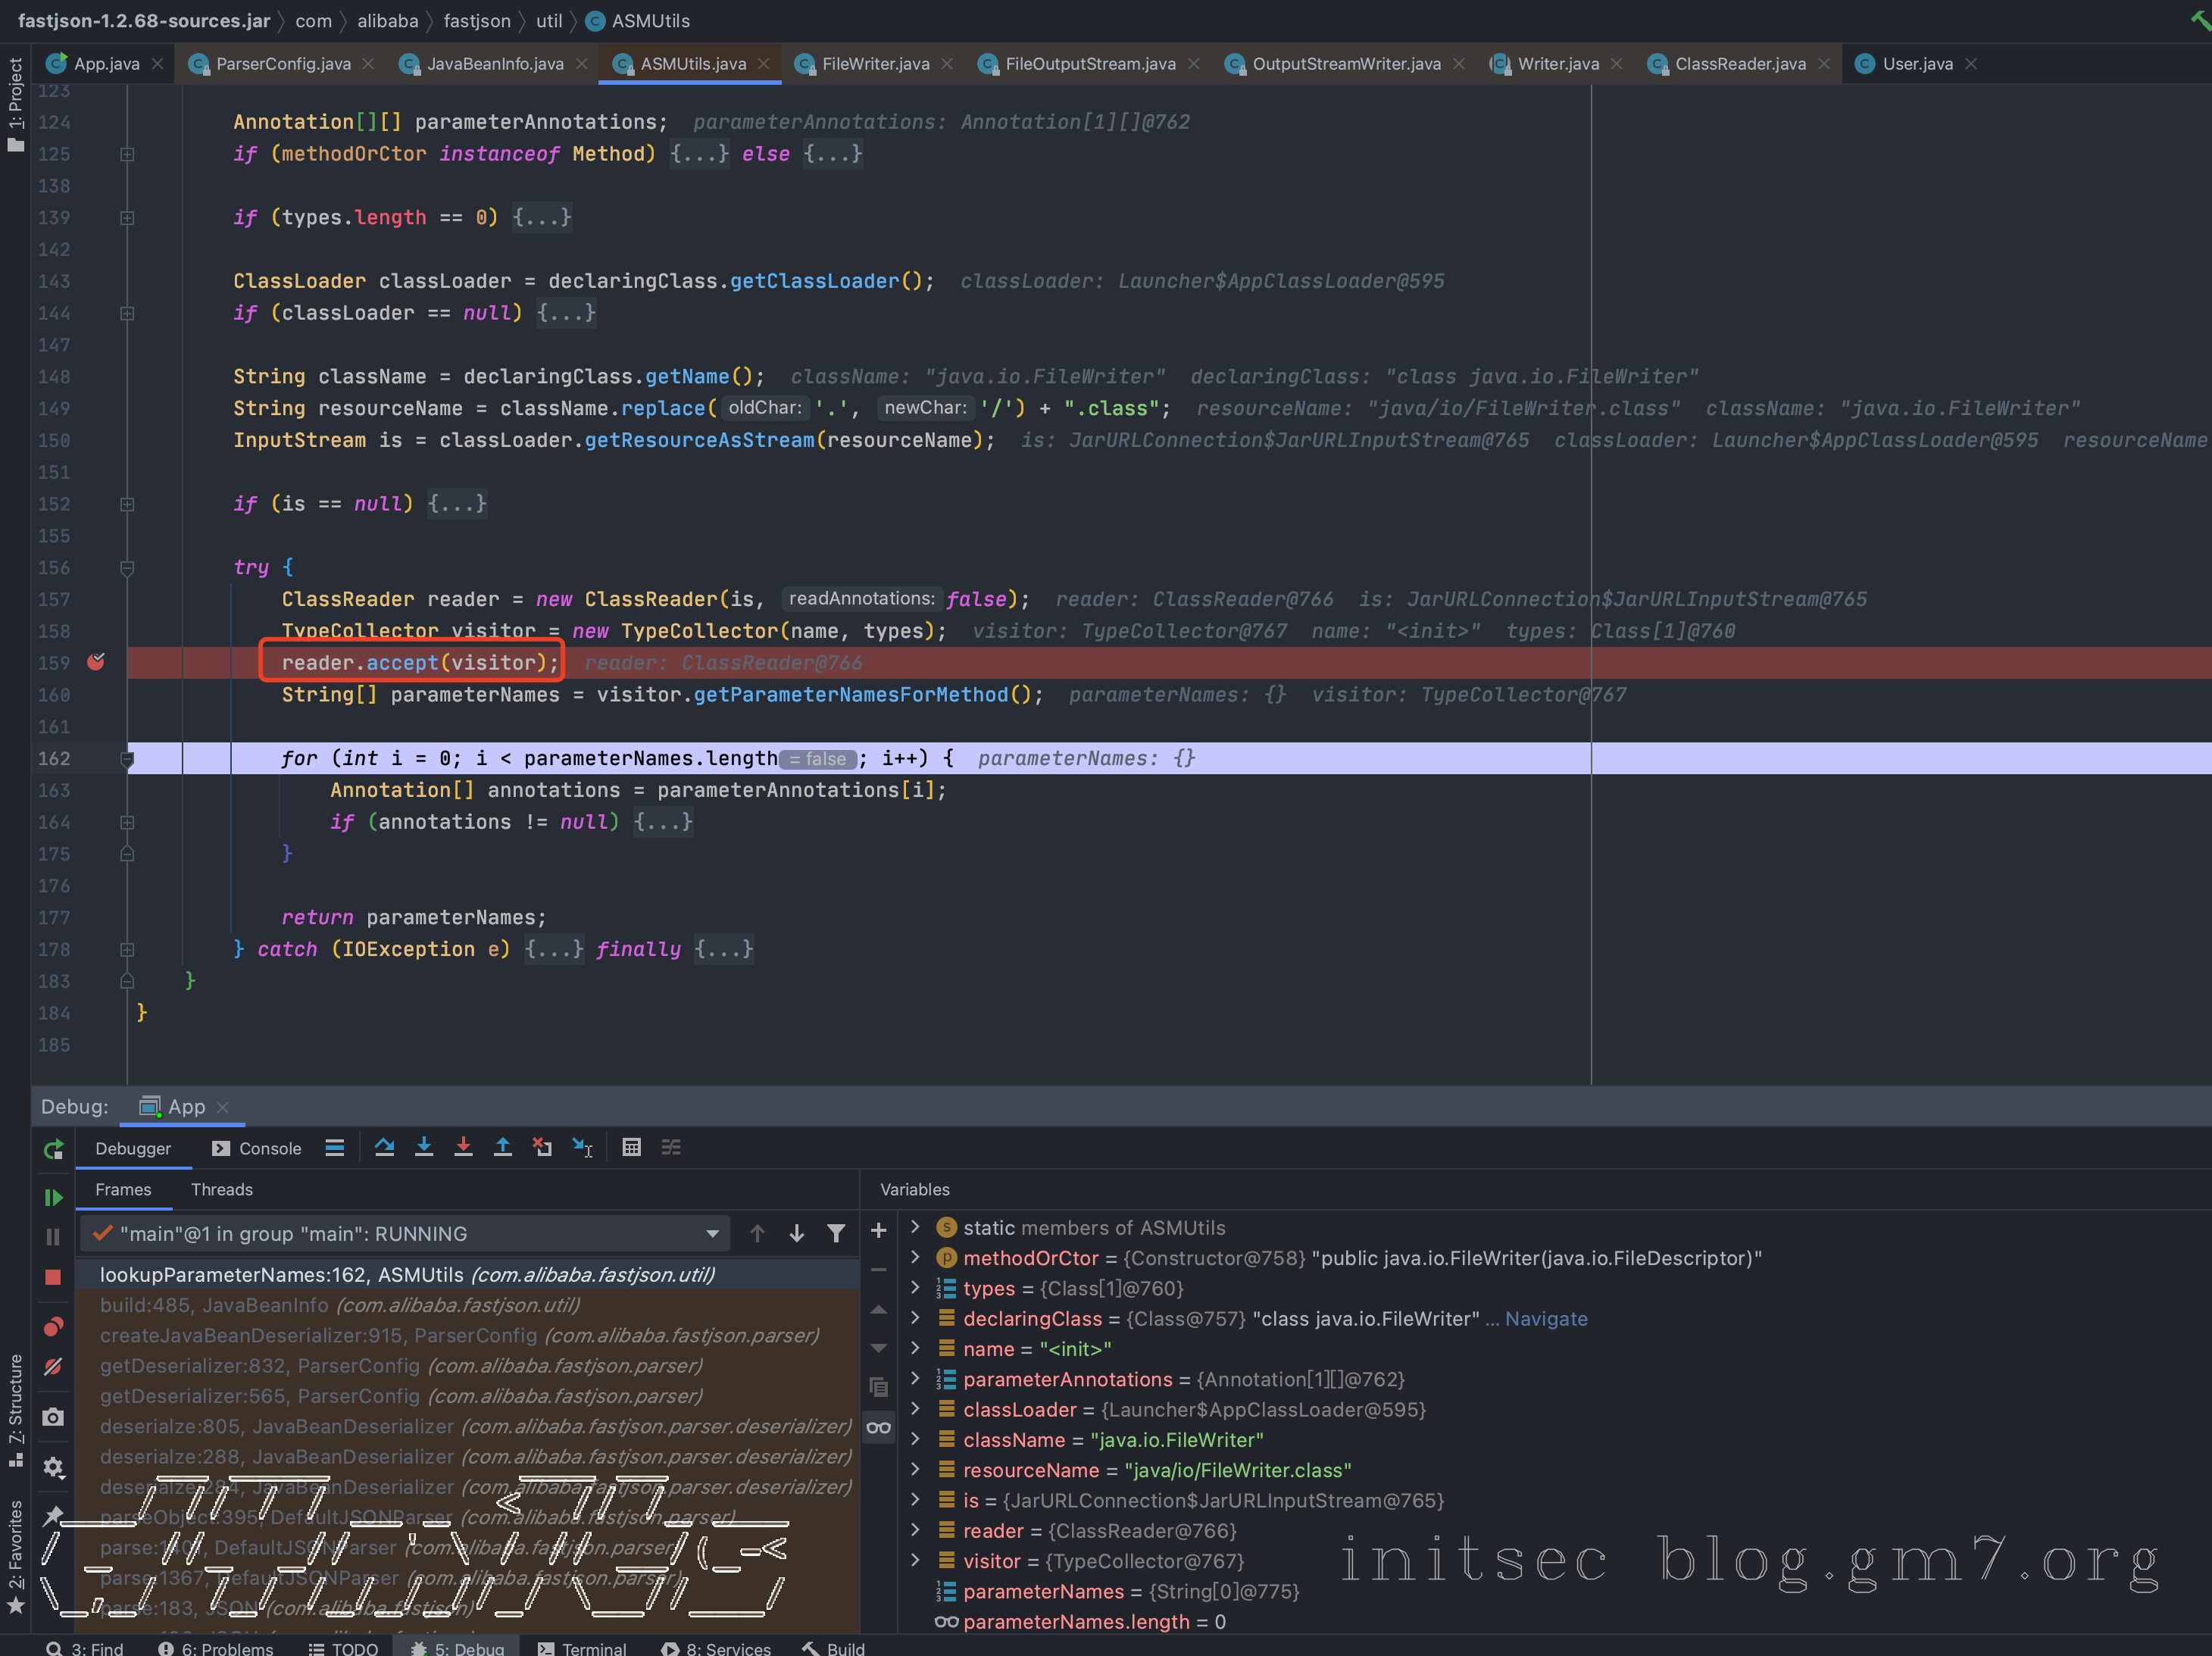 fastjson-1.2.68-sources.jar com alibaba fastjson util ASMUtils
App.java ParserConfig.java JavaBeanInfo.java ASMUtils.java FileWriter.java FileOutputStream.java OutputStreamWriter.java Writer.java ClassReader.java User.java
1: Project
123
124 Annotation[][] parameterAnnotations; parameterAnnotations: Annotation[1][]@762
125 if (methodOrCtor instanceof Method) {...} else {...}
138
139 if (types.length == 0) {...}
142
143 ClassLoader classLoader = declaringClass.getClassLoader(); classLoader: Launcher$AppClassLoader@595
144 if (classLoader == null) {...}
147
148 String className = declaringClass.getName(); className: "java.io.FileWriter" declaringClass: "class java.io.FileWriter"
149 String resourceName = className.replace( oldChar: '.', newChar: '/') + ".class"; resourceName: "java/io/FileWriter.class" className: "java.io.FileWriter"
150 InputStream is = classLoader.getResourceAsStream(resourceName); is: JarURLConnection$JarURLInputStream@765 classLoader: Launcher$AppClassLoader@595 resourceName
151
152 if (is == null) {...}
155
156 try {
157 ClassReader reader = new ClassReader(is, readAnnotations: false); reader: ClassReader@766 is: JarURLConnection$JarURLInputStream@765
158 TypeCollector visitor = new TypeCollector(name, types); visitor: TypeCollector@767 name: "<init>" types: Class[1]@760
159 reader.accept(visitor); reader: ClassReader@766
160 String[] parameterNames = visitor.getParameterNamesForMethod(); parameterNames: {} visitor: TypeCollector@767
161
162 for (int i = 0; i < parameterNames.length = false ; i++) { parameterNames: {}
163 Annotation[] annotations = parameterAnnotations[i];
164 if (annotations != null) {...}
175 }
176
177 return parameterNames;
178 } catch (IOException e) {...} finally {...}
183 }
184 }
185
Debug: App
Debugger Console
Frames Threads
Variables
"main"@1 in group "main": RUNNING
lookupParameterNames:162, ASMUtils (com.alibaba.fastjson.util)
build:485, JavaBeanInfo (com.alibaba.fastjson.util)
createJavaBeanDeserializer:915, ParserConfig (com.alibaba.fastjson.parser)
getDeserializer:832, ParserConfig (com.alibaba.fastjson.parser)
getDeserializer:565, ParserConfig (com.alibaba.fastjson.parser)
deserialze:805, JavaBeanDeserializer (com.alibaba.fastjson.parser.deserializer)
deserialze:288, JavaBeanDeserializer (com.alibaba.fastjson.parser.deserializer)
deserialze:284, JavaBeanDeserializer (com.alibaba.fastjson.parser.deserializer)
parseObject:395, DefaultJSONParser (com.alibaba.fastjson.parser)
parse:1401, DefaultJSONParser (com.alibaba.fastjson.parser)
parse:1367, DefaultJSONParser (com.alibaba.fastjson.parser)
parse:183, JSON (com.alibaba.fastjson)
static members of ASMUtils
methodOrCtor = {Constructor@758} "public java.io.FileWriter(java.io.FileDescriptor)"
types = {Class[1]@760}
declaringClass = {Class@757} "class java.io.FileWriter" ... Navigate
name = "<init>"
parameterAnnotations = {Annotation[1][]@762}
classLoader = {Launcher$AppClassLoader@595}
className = "java.io.FileWriter"
resourceName = "java/io/FileWriter.class"
is = {JarURLConnection$JarURLInputStream@765}
reader = {ClassReader@766}
visitor = {TypeCollector@767}
parameterNames = {String[0]@775}
parameterNames.length = 0
initsec blog.gm7.org
Z: Structure
2: Favorites
3: Find 6: Problems TODO 5: Debug Terminal 8: Services Build